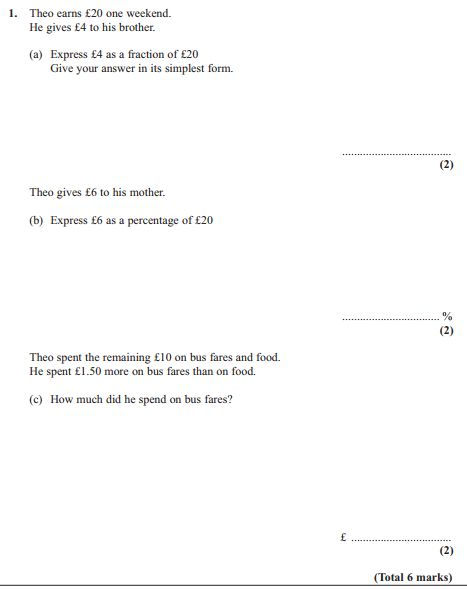 1. Theo earns £20 one weekend.
He gives £4 to his brother.
(a) Express £4 as a fraction of £20
Give your answer in its simplest form.
.....................................
(2)
Theo gives £6 to his mother.
(b) Express £6 as a percentage of £20
................................. %
(2)
Theo spent the remaining £10 on bus fares and food.
He spent £1.50 more on bus fares than on food.
(c) How much did he spend on bus fares?
£ ..................................
(2)
(Total 6 marks)